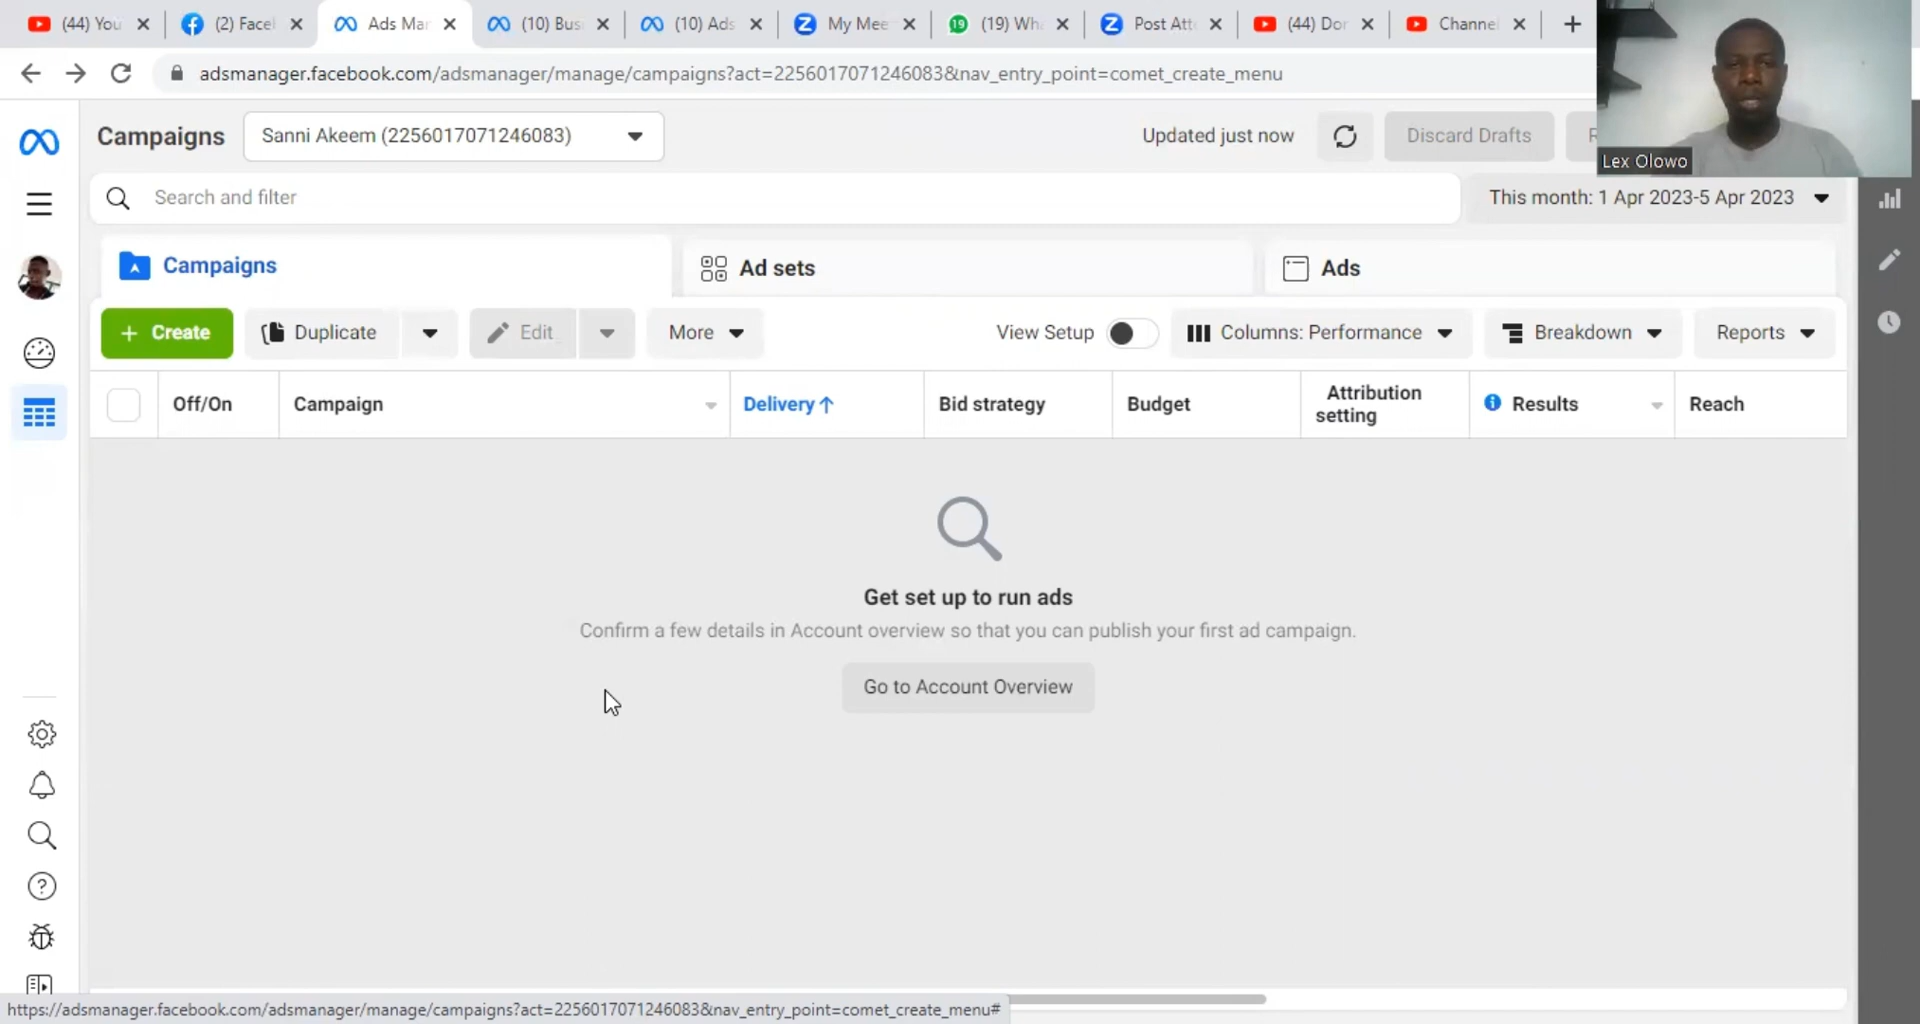 (44) You
(2) Face
Ads Mar
(10) Bus
(10) Ads
My Mee
19
(19) Wh
Post Att
(44) Dor
Channel
adsmanager.facebook.com/adsmanager/manage/campaigns?act=2256017071246083&nav_entry_point=comet_create_menu
Campaigns
Sanni Akeem (2256017071246083)
Updated just now
Discard Drafts
Lex Olowo
Search and filter
This month: 1 Apr 2023-5 Apr 2023
Campaigns
Ad sets
Ads
+ Create
Duplicate
Edit
More
View Setup
Columns: Performance
Breakdown
Reports
Off/On
Campaign
Delivery↑
Bid strategy
Budget
Attribution
setting
Results
Reach
Get set up to run ads
Confirm a few details in Account overview so that you can publish your first ad campaign.
Go to Account Overview
https://adsmanager.facebook.com/adsmanager/manage/campaigns?act=2256017071246083&nav_entry_point=comet_create_menu#